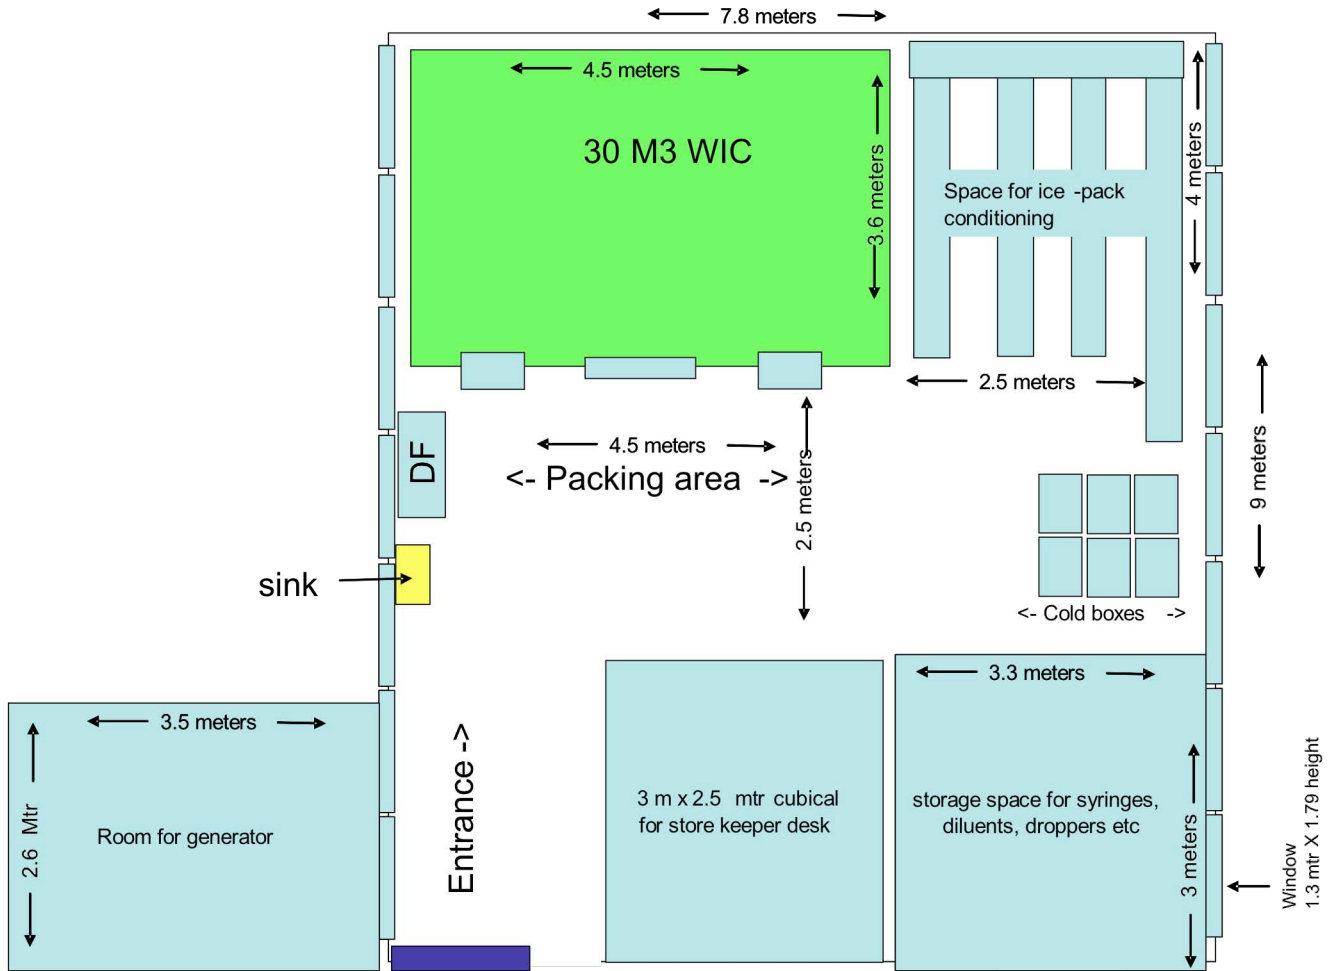 7.8 meters
4.5 meters
30 M3 WIC
3.6 meters
4 meters
Space for ice -pack
conditioning
2.5 meters
DF
4.5 meters
<- Packing area ->
2.5 meters
9 meters
sink
<- Cold boxes ->
3.5 meters
2.6 Mtr
Room for generator
Entrance ->
3 m x 2.5 mtr cubical
for store keeper desk
3.3 meters
storage space for syringes,
diluents, droppers etc
3 meters
Window
1.3 mtr X 1.79 height